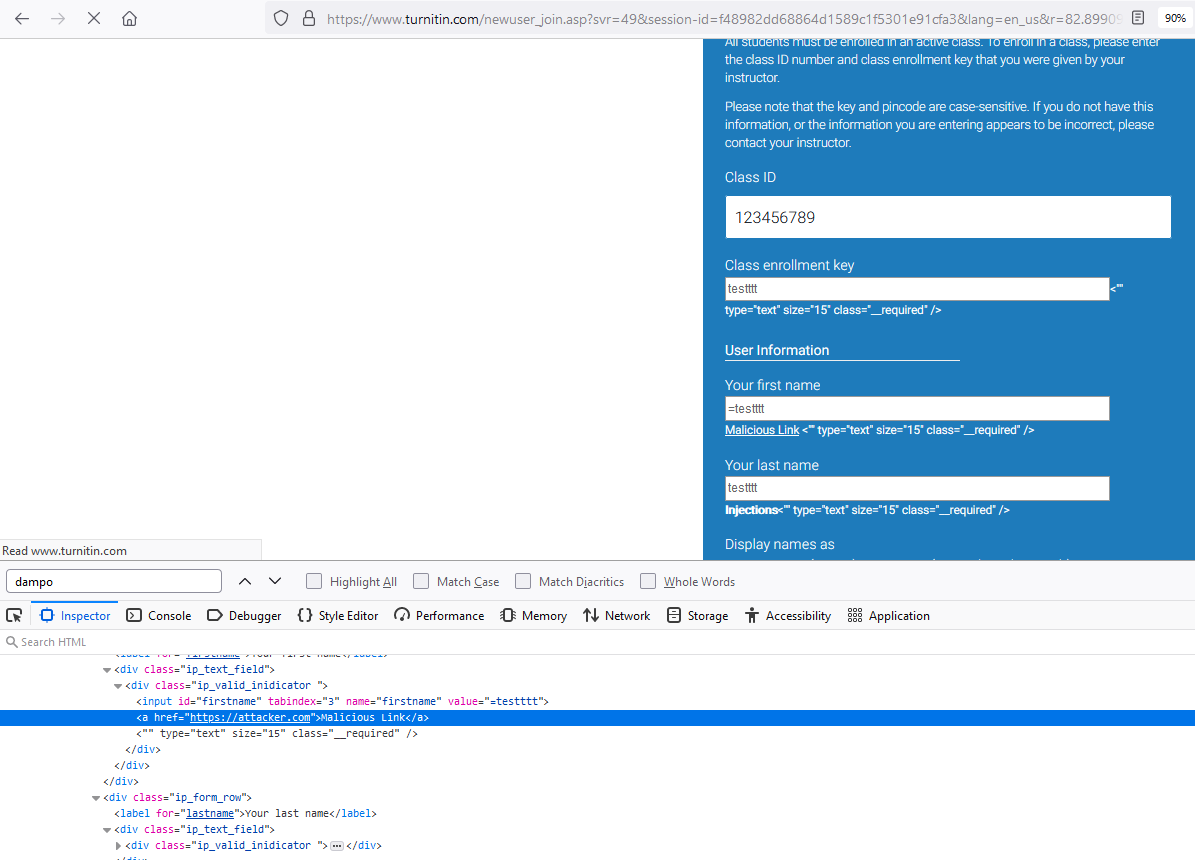 https://www.turnitin.com/newuser_join.asp?svr=49&session-id=f48982dd68864d1589c1f5301e91cfa3&lang=en_us&r=82.8990
90%
All students must be enrolled in an active class. To enroll in a class, please enter
the class ID number and class enrollment key that you were given by your
instructor.
Please note that the key and pincode are case-sensitive. If you do not have this
information, or the information you are entering appears to be incorrect, please
contact your instructor.
Class ID
123456789
Class enrollment key
testttt <""
type="text" size="15" class="__required" />
User Information
Your first name
=testttt
Malicious Link <"" type="text" size="15" class="__required" />
Your last name
testttt
Injections<"" type="text" size="15" class="__required" />
Display names as
Read www.turnitin.com
dampo Highlight All Match Case Match Diacritics Whole Words
Inspector Console Debugger Style Editor Performance Memory Network Storage Accessibility Application
Search HTML
<label for="firstname">Your first name</label>
<div class="ip_text_field">
<div class="ip_valid_inidicator ">
<input id="firstname" tabindex="3" name="firstname" value="=testttt">
<a href="https://attacker.com">Malicious Link</a>
<"" type="text" size="15" class="__required" />
</div>
</div>
</div>
<div class="ip_form_row">
<label for="lastname">Your last name</label>
<div class="ip_text_field">
<div class="ip_valid_inidicator ">…</div>
</div>